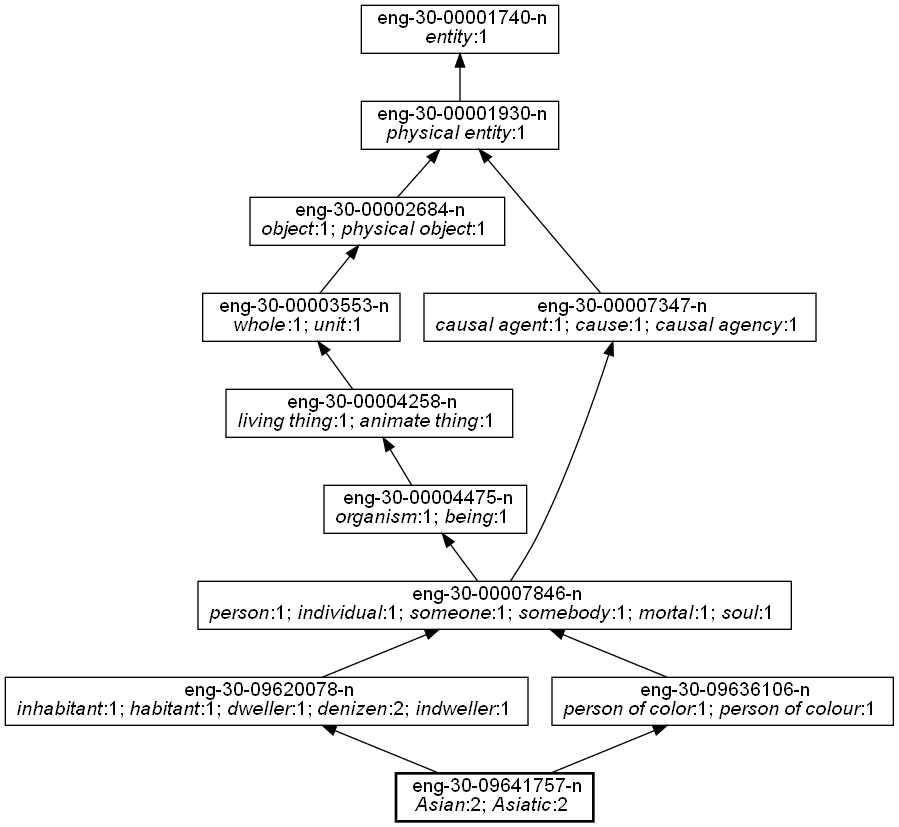 eng-30-00001740-n
entity:1
eng-30-00001930-n
physical entity:1
eng-30-00002684-n
object:1; physical object:1
eng-30-00003553-n
whole:1; unit:1
eng-30-00007347-n
causal agent:1; cause:1; causal agency:1
eng-30-00004258-n
living thing:1; animate thing:1
eng-30-00004475-n
organism:1; being:1
eng-30-00007846-n
person:1; individual:1; someone:1; somebody:1; mortal:1; soul:1
eng-30-09620078-n
inhabitant:1; habitant:1; dweller:1; denizen:2; indweller:1
eng-30-09636106-n
person of color:1; person of colour:1
eng-30-09641757-n
Asian:2; Asiatic:2